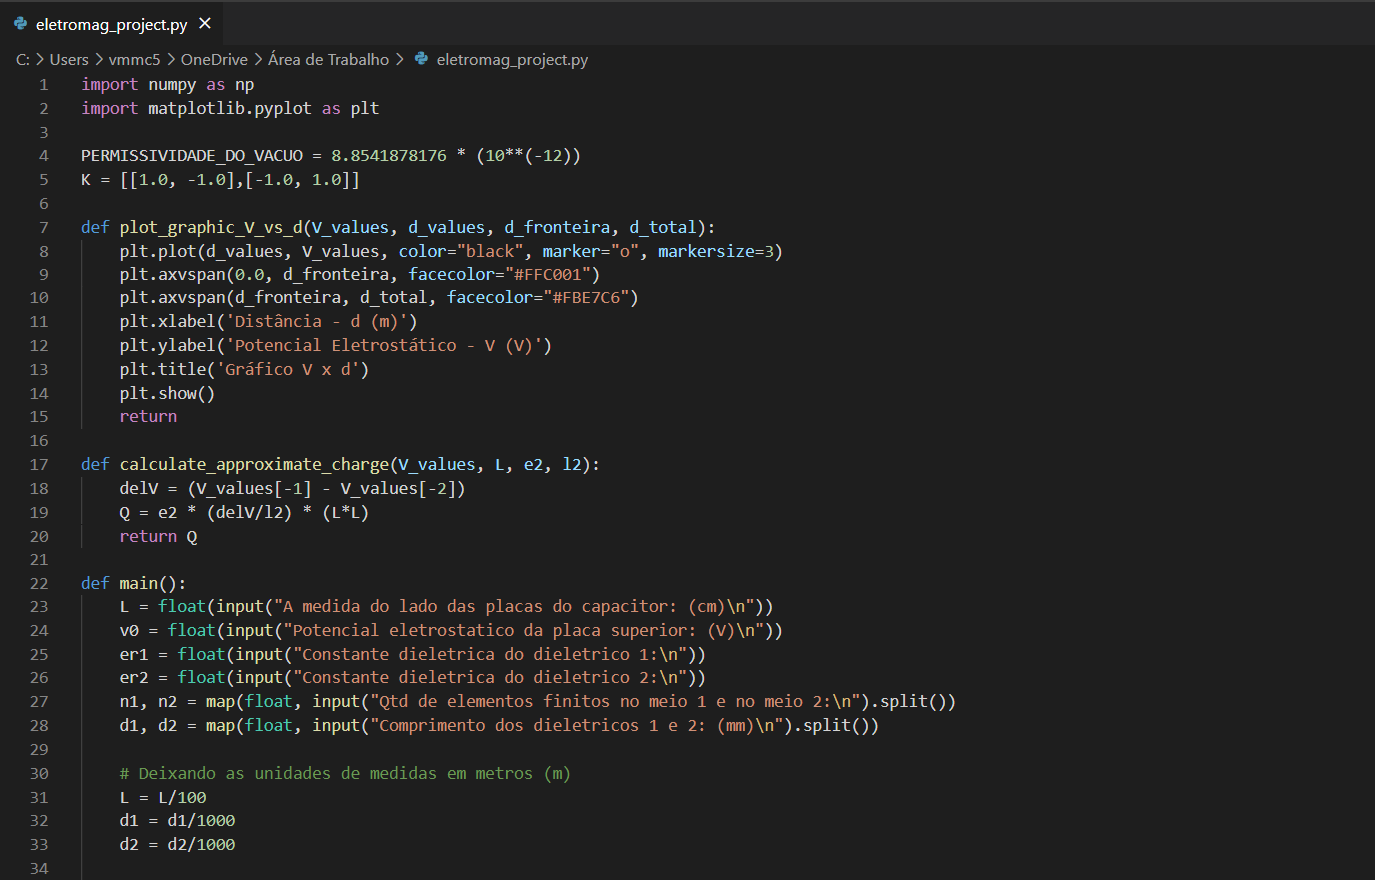 eletromag_project.py ×
C: > Users > vmmc5 > OneDrive > Área de Trabalho > eletromag_project.py
1 import numpy as np
2 import matplotlib.pyplot as plt
3
4 PERMISSIVIDADE_DO_VACUO = 8.8541878176 * (10**(-12))
5 K = [[1.0, -1.0],[-1.0, 1.0]]
6
7 def plot_graphic_V_vs_d(V_values, d_values, d_fronteira, d_total):
8     plt.plot(d_values, V_values, color="black", marker="o", markersize=3)
9     plt.axvspan(0.0, d_fronteira, facecolor="#FFC001")
10     plt.axvspan(d_fronteira, d_total, facecolor="#FBE7C6")
11     plt.xlabel('Distância - d (m)')
12     plt.ylabel('Potencial Eletrostático - V (V)')
13     plt.title('Gráfico V x d')
14     plt.show()
15     return
16
17 def calculate_approximate_charge(V_values, L, e2, l2):
18     delV = (V_values[-1] - V_values[-2])
19     Q = e2 * (delV/l2) * (L*L)
20     return Q
21
22 def main():
23     L = float(input("A medida do lado das placas do capacitor: (cm)\n"))
24     v0 = float(input("Potencial eletrostatico da placa superior: (V)\n"))
25     er1 = float(input("Constante dieletrica do dieletrico 1:\n"))
26     er2 = float(input("Constante dieletrica do dieletrico 2:\n"))
27     n1, n2 = map(float, input("Qtd de elementos finitos no meio 1 e no meio 2:\n").split())
28     d1, d2 = map(float, input("Comprimento dos dieletricos 1 e 2: (mm)\n").split())
29
30     # Deixando as unidades de medidas em metros (m)
31     L = L/100
32     d1 = d1/1000
33     d2 = d2/1000
34